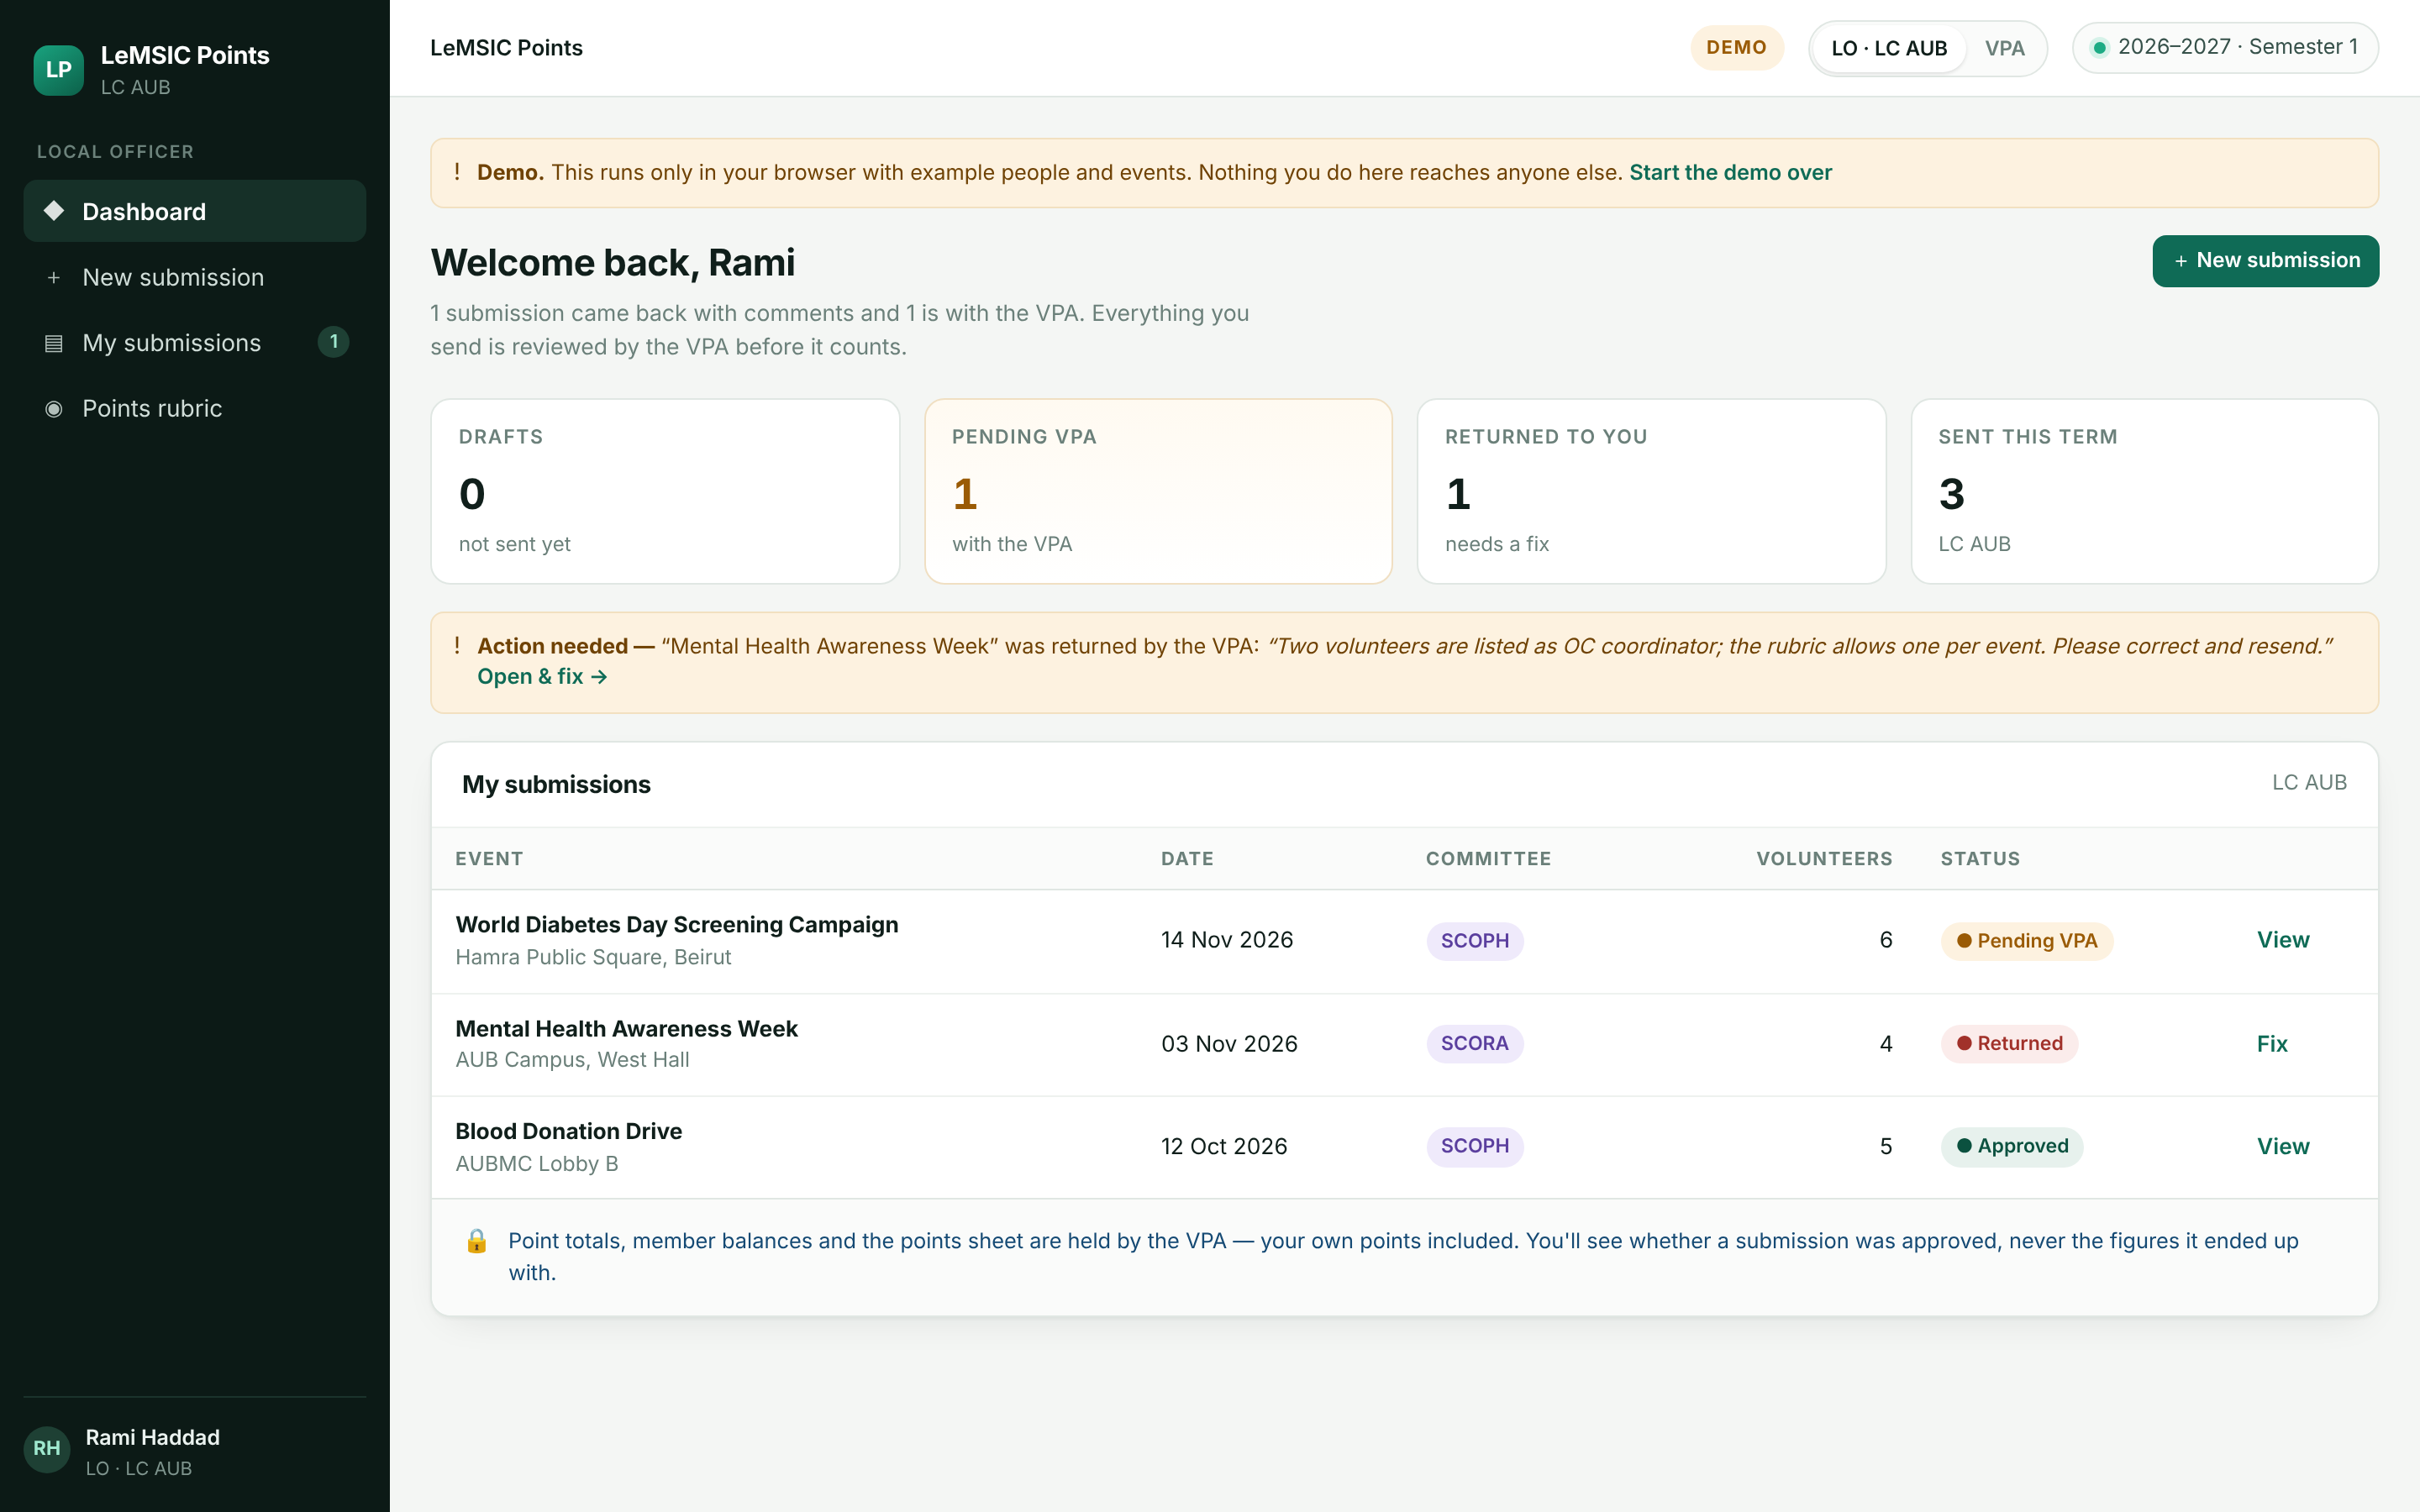 LP
LeMSIC Points
LC AUB
LOCAL OFFICER
Dashboard
+ New submission
My submissions 1
Points rubric
RH
Rami Haddad
LO · LC AUB
LeMSIC Points
DEMO
LO · LC AUB VPA
2026–2027 · Semester 1
! Demo. This runs only in your browser with example people and events. Nothing you do here reaches anyone else. Start the demo over
Welcome back, Rami
+ New submission
1 submission came back with comments and 1 is with the VPA. Everything you
send is reviewed by the VPA before it counts.
DRAFTS
0
not sent yet
PENDING VPA
1
with the VPA
RETURNED TO YOU
1
needs a fix
SENT THIS TERM
3
LC AUB
! Action needed — “Mental Health Awareness Week” was returned by the VPA: “Two volunteers are listed as OC coordinator; the rubric allows one per event. Please correct and resend.”
Open & fix →
My submissions LC AUB
EVENT DATE COMMITTEE VOLUNTEERS STATUS
World Diabetes Day Screening Campaign
Hamra Public Square, Beirut
14 Nov 2026 SCOPH 6 Pending VPA View
Mental Health Awareness Week
AUB Campus, West Hall
03 Nov 2026 SCORA 4 Returned Fix
Blood Donation Drive
AUBMC Lobby B
12 Oct 2026 SCOPH 5 Approved View
Point totals, member balances and the points sheet are held by the VPA — your own points included. You'll see whether a submission was approved, never the figures it ended up
with.